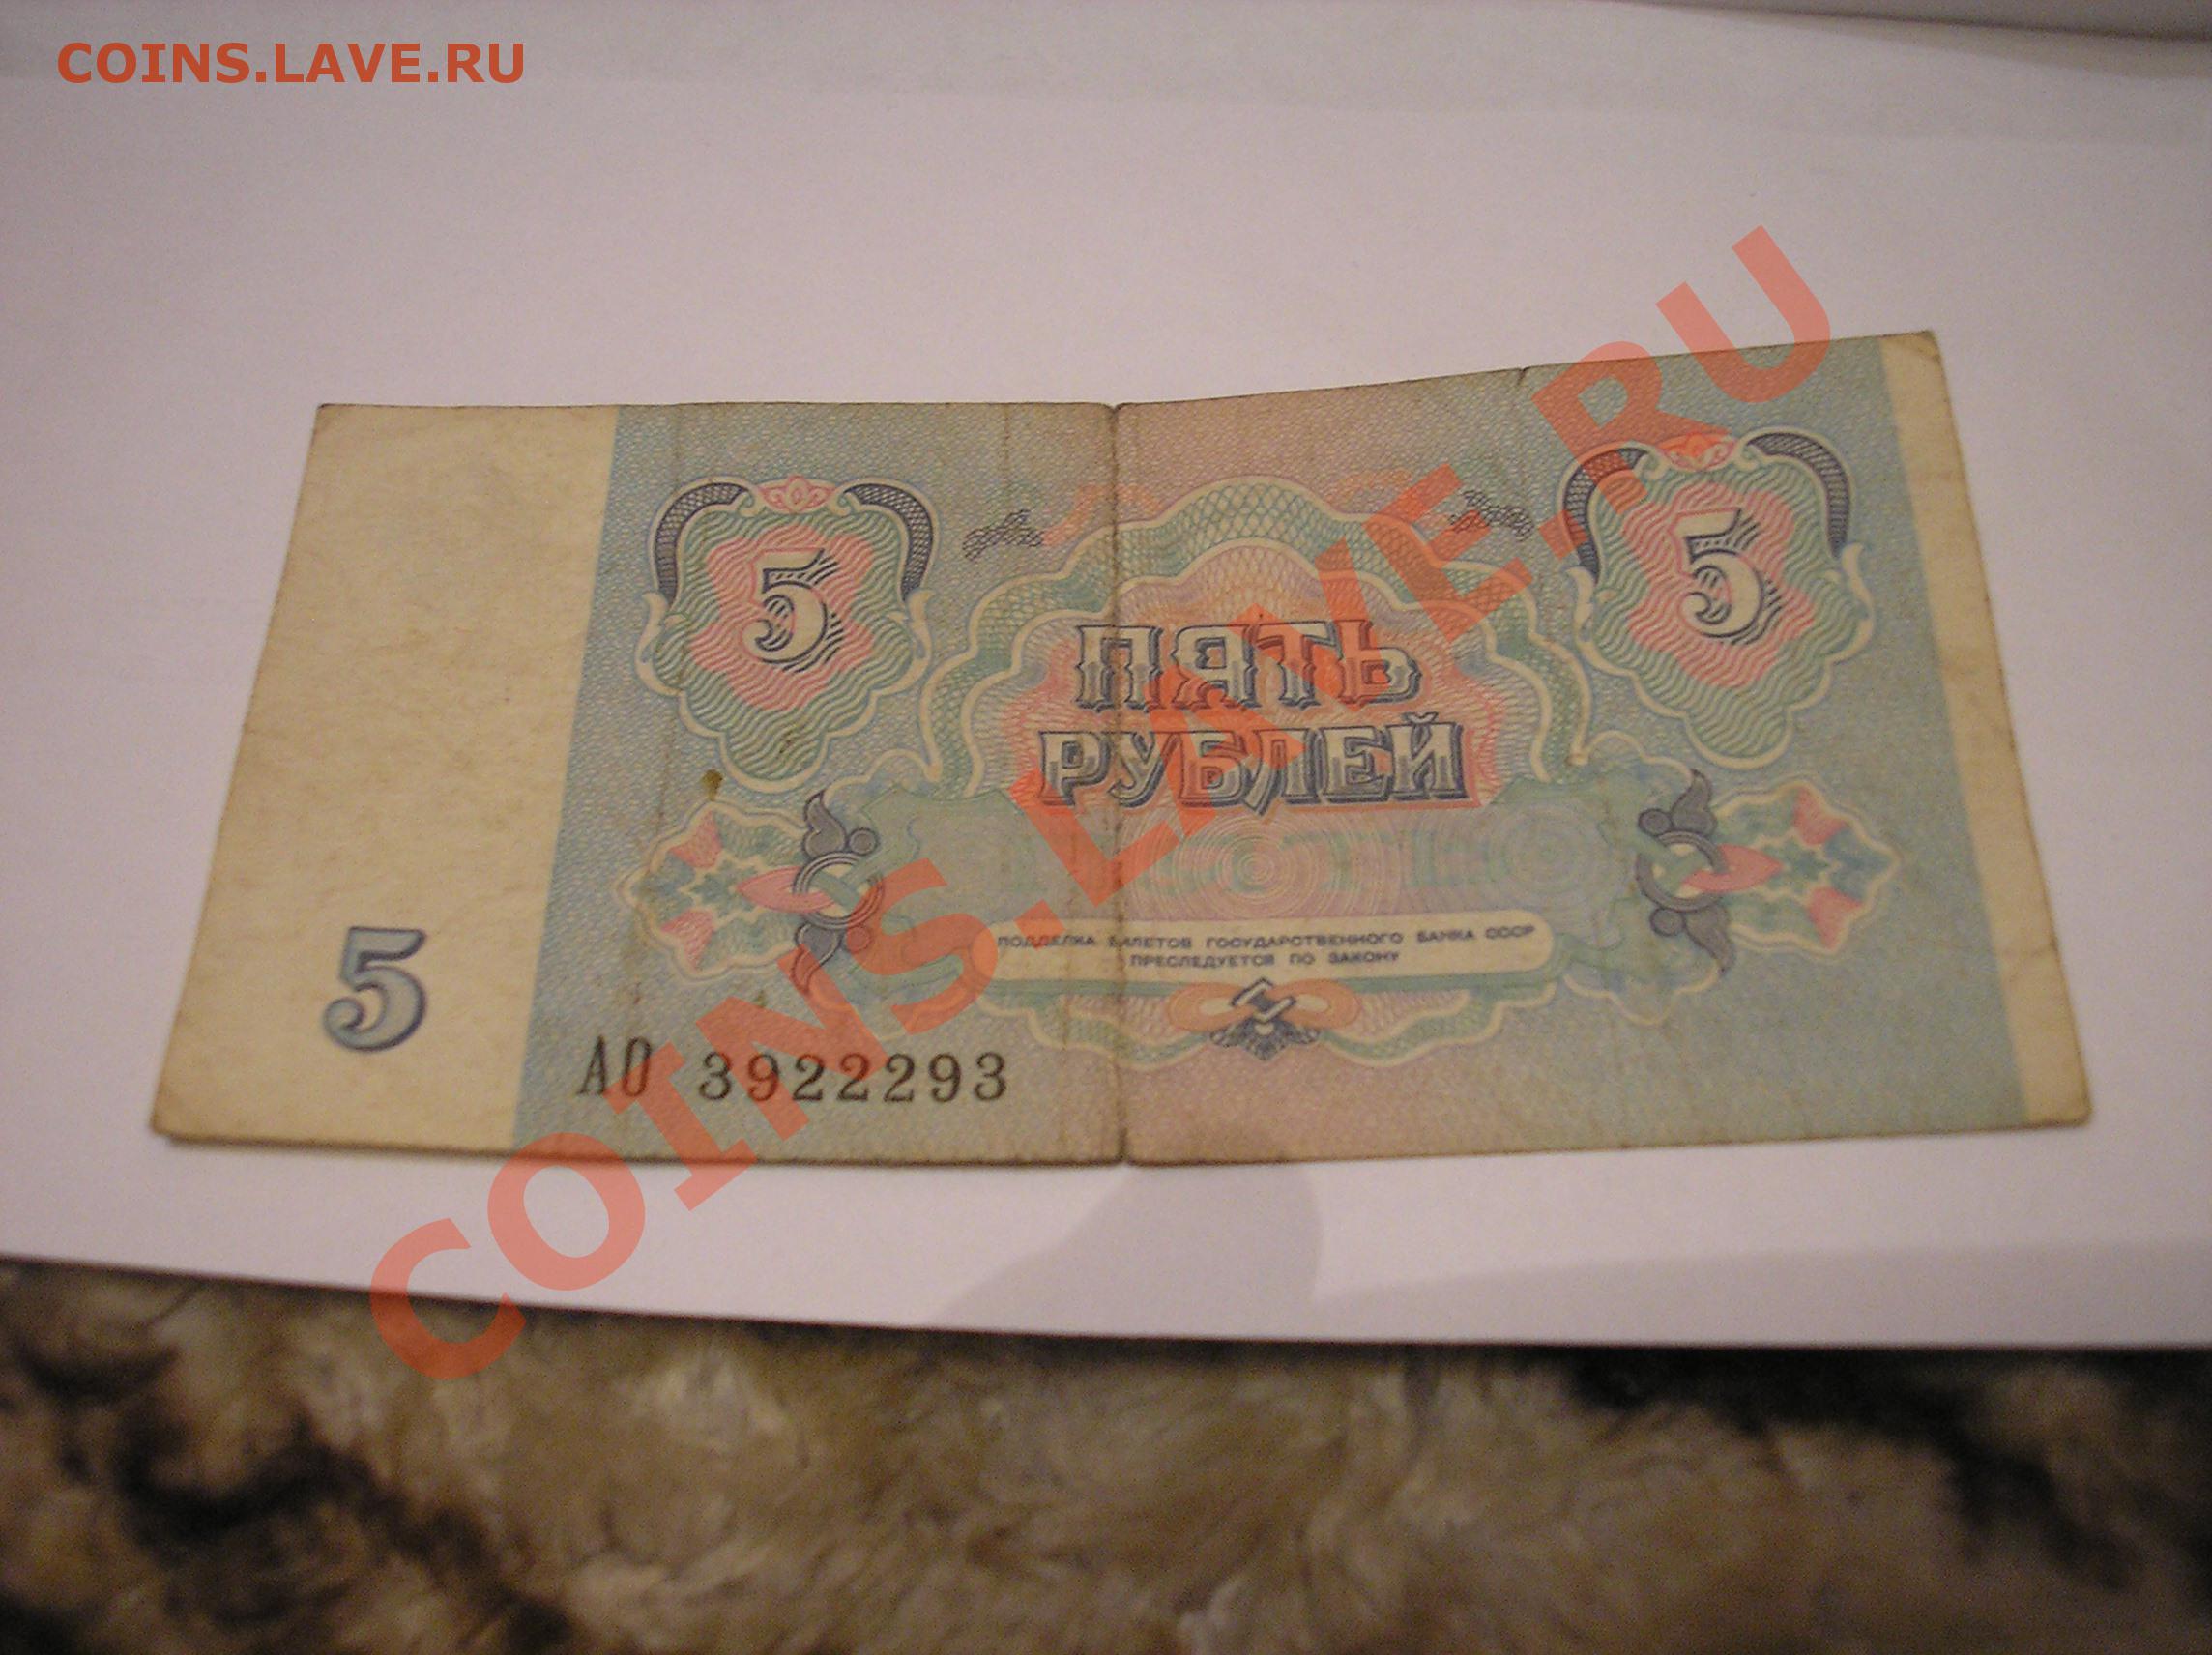 COINS.LAVE.RU
5
5
ПЯТЬ
РУБЛЕЙ
ПОДДЕЛКА БИЛЕТОВ ГОСУДАРСТВЕННОГО БАНКА СССР
ПРЕСЛЕДУЕТСЯ ПО ЗАКОНУ
5
АО 3922293
COINS.LAVE.RU